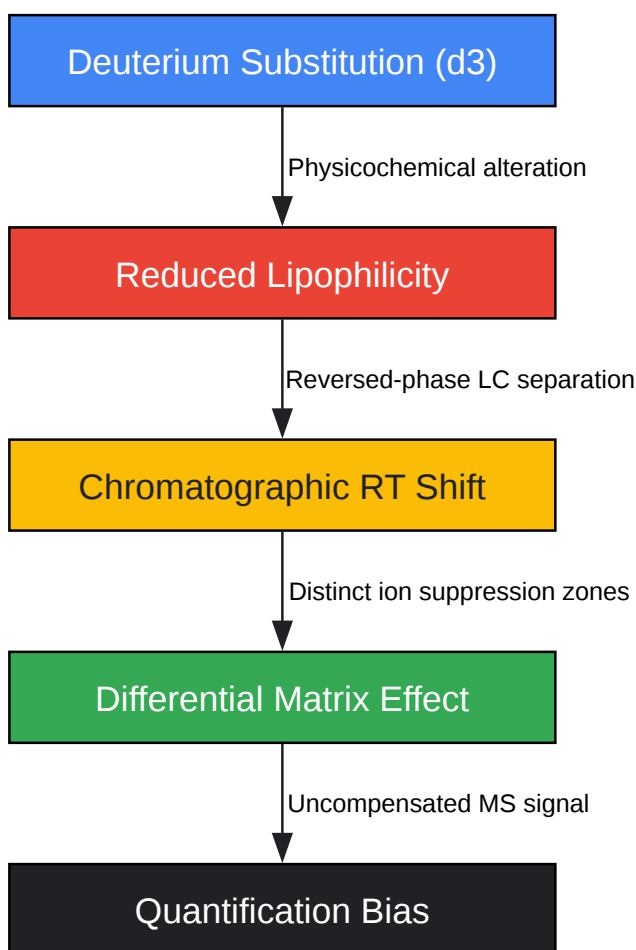 Deuterium Substitution (d3)
Physicochemical alteration
Reduced Lipophilicity
Reversed-phase LC separation
Chromatographic RT Shift
Distinct ion suppression zones
Differential Matrix Effect
Uncompensated MS signal
Quantification Bias